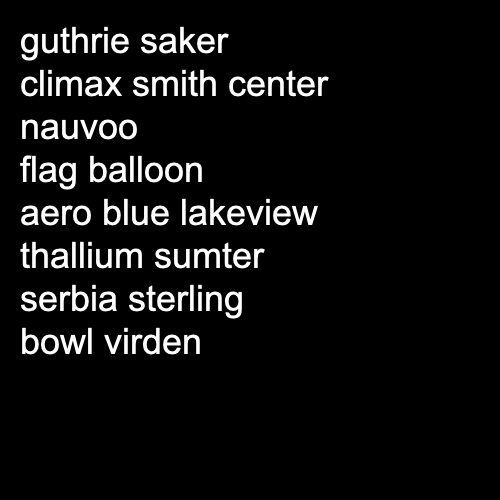 guthrie saker
climax smith center
nauvoo
flag balloon
aero blue lakeview
thallium sumter
serbia sterling
bowl virden